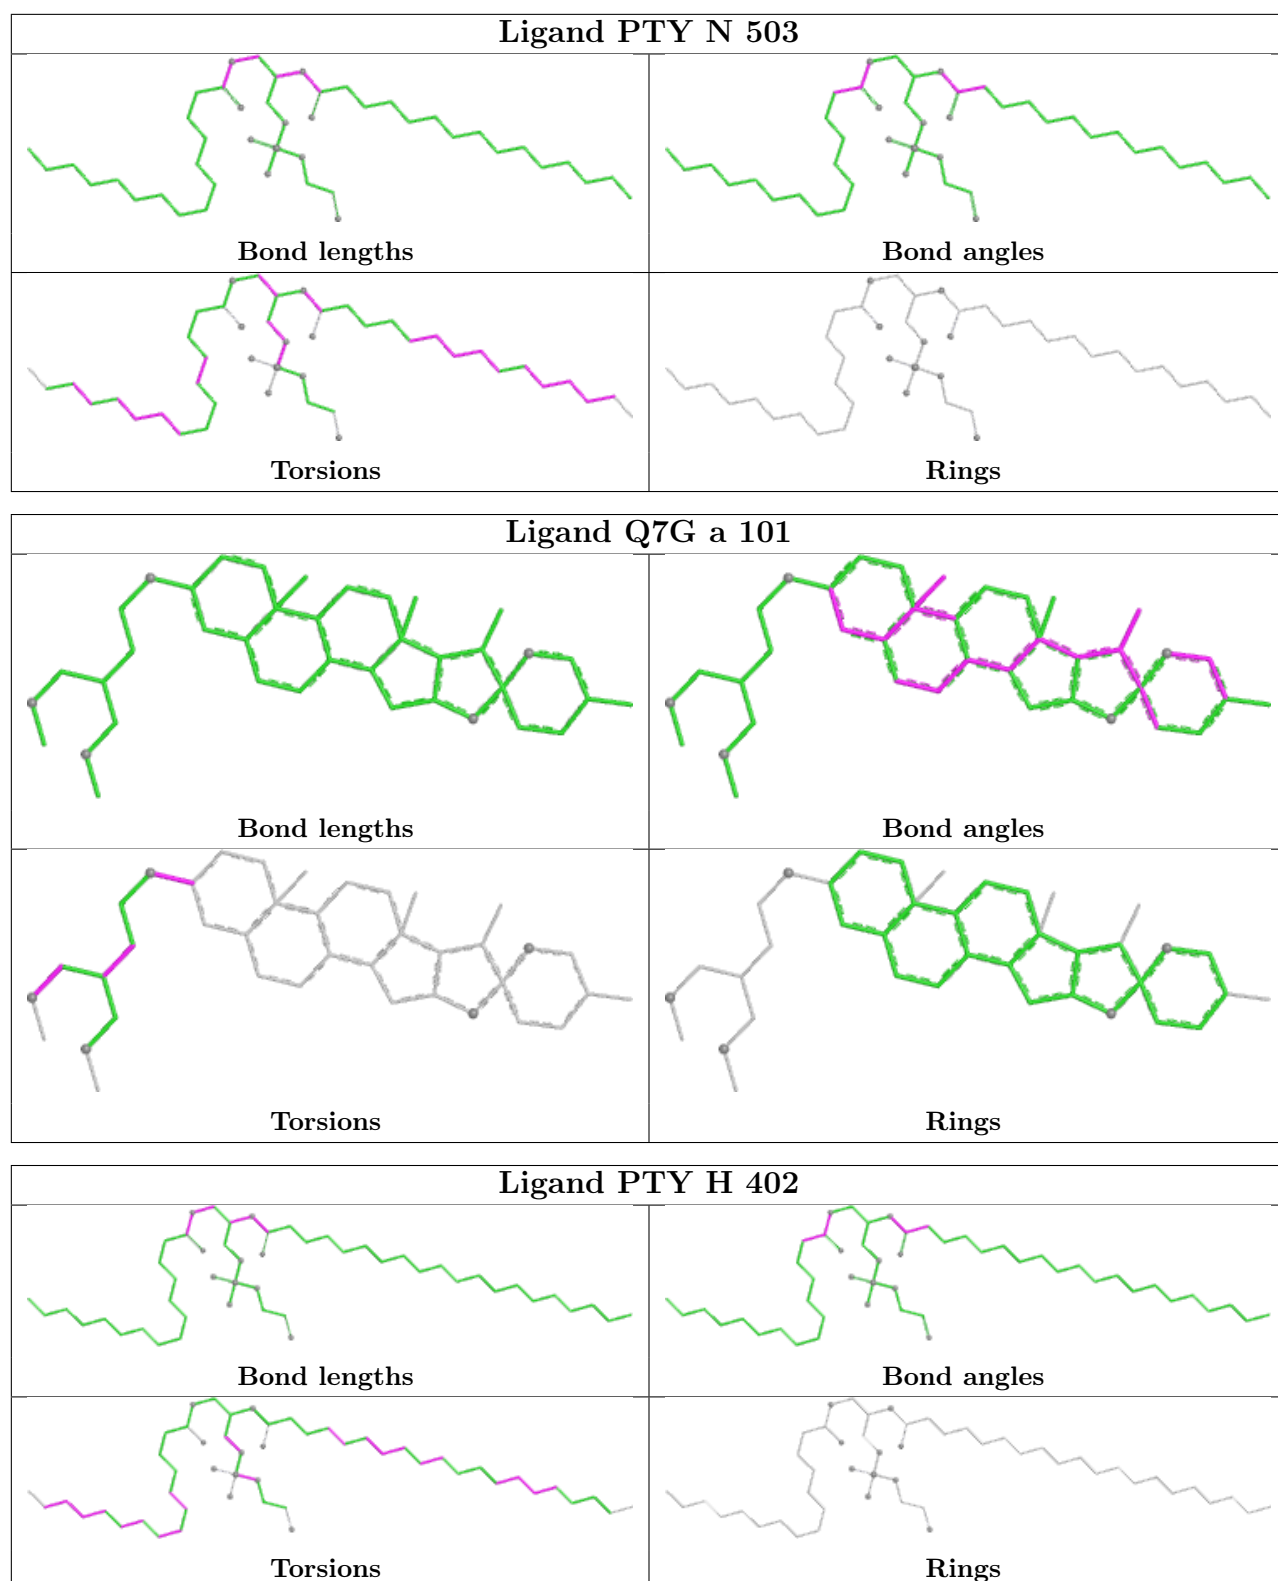 Ligand PTY N 503
Bond lengths
Bond angles
Torsions
Rings
Ligand Q7G a 101
Bond lengths
Bond angles
Torsions
Rings
Ligand PTY H 402
Bond lengths
Bond angles
Torsions
Rings